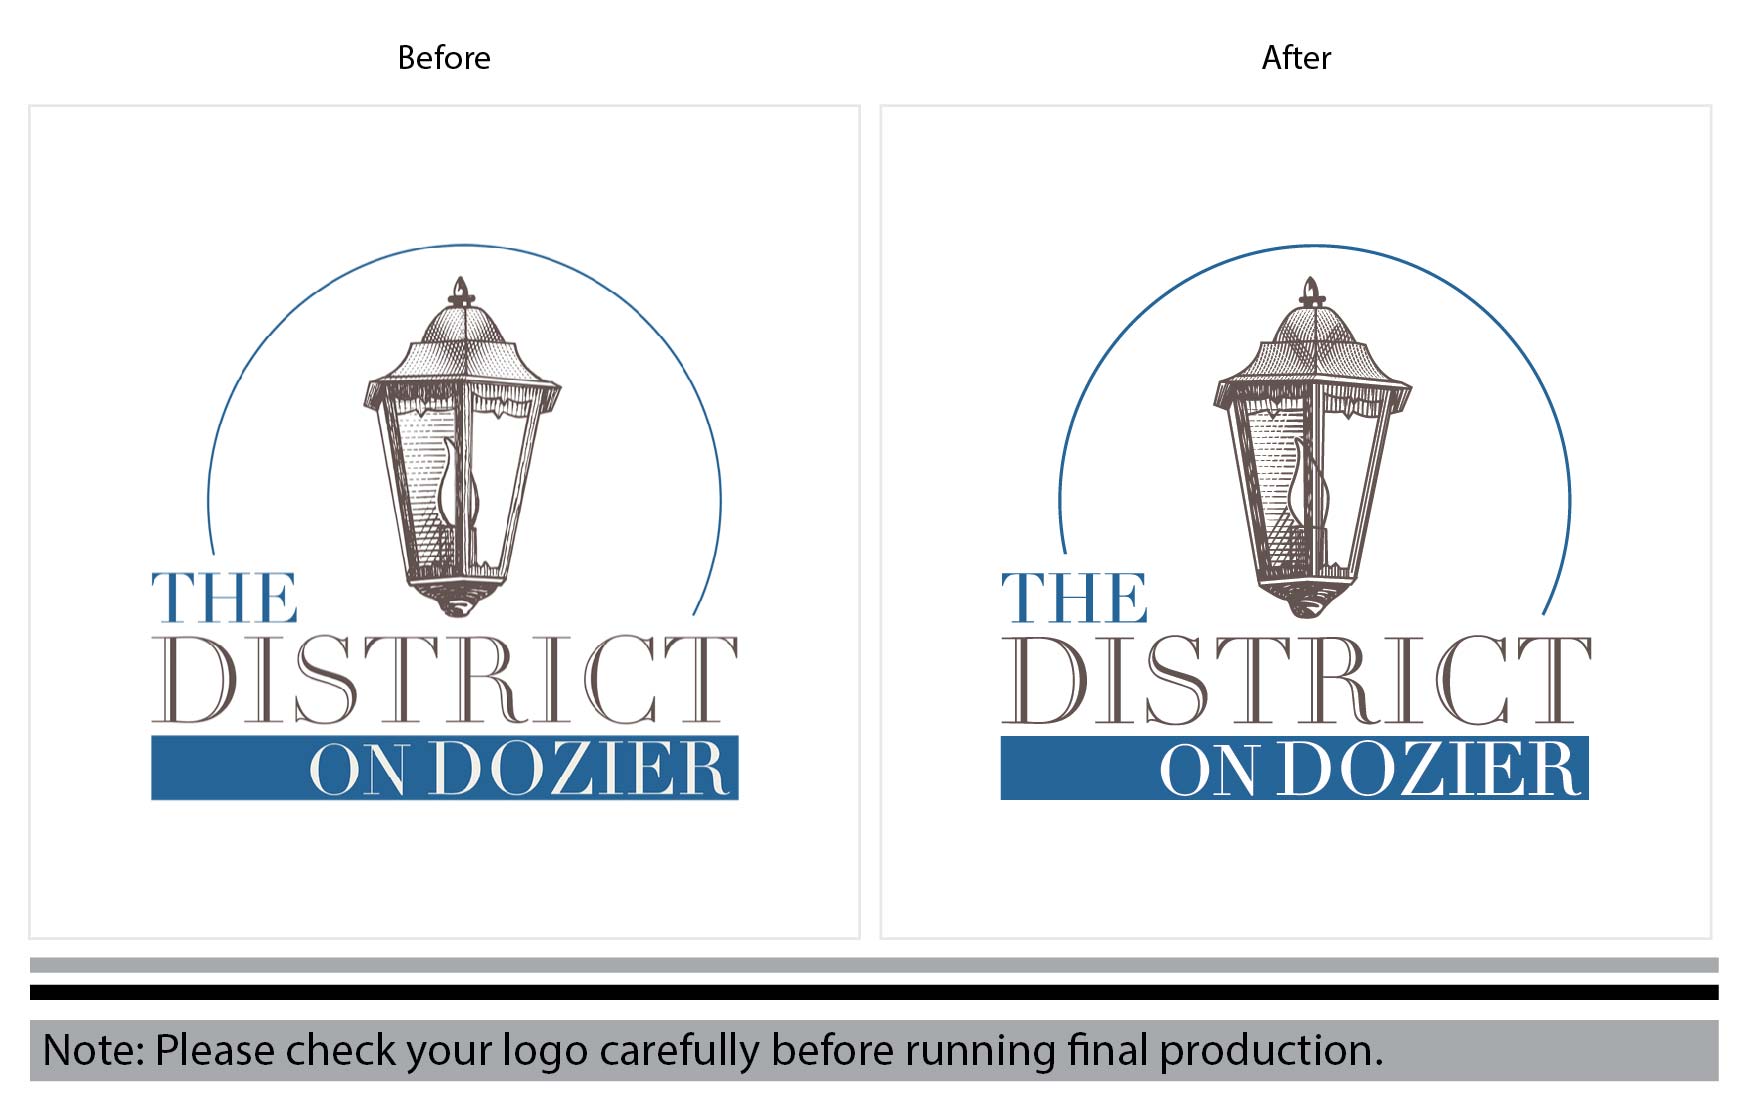 Before
After
THE
DISTRICT
ON DOZIER
THE
DISTRICT
ON DOZIER
Note: Please check your logo carefully before running final production.